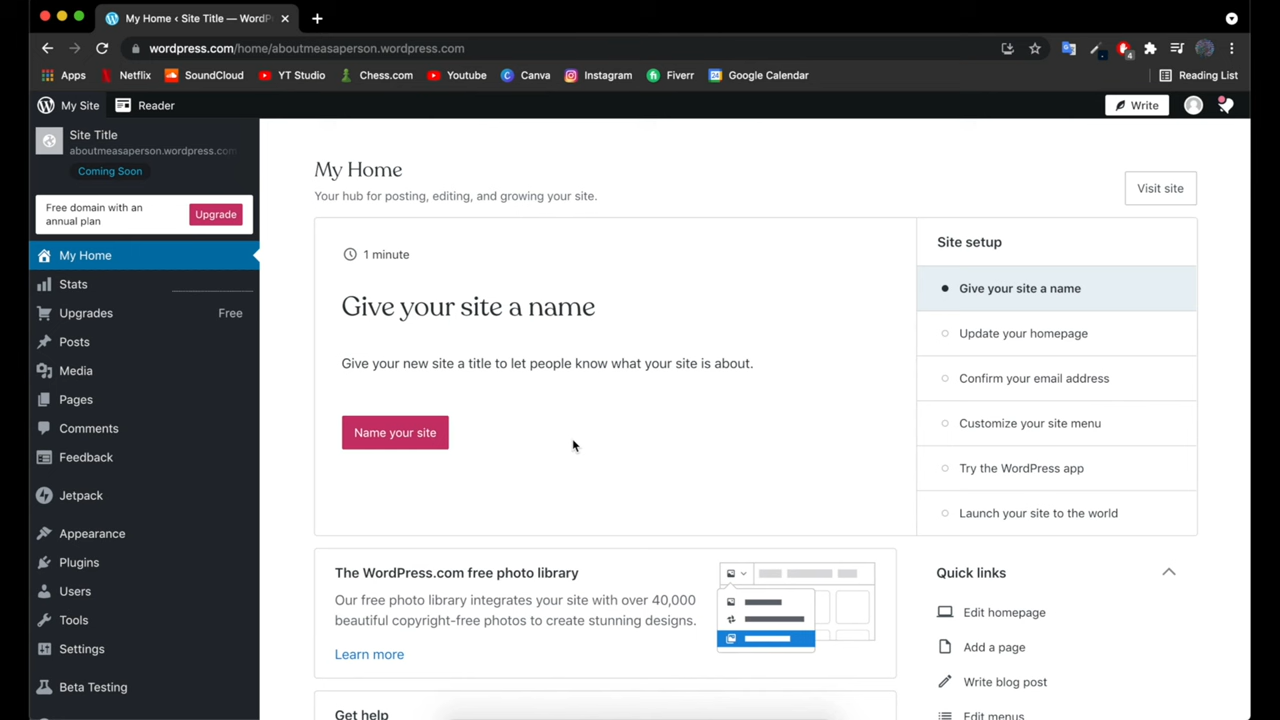 My Home ‹ Site Title — WordP
wordpress.com/home/aboutmeasaperson.wordpress.com
4
Apps Netflix SoundCloud YT Studio Chess.com Youtube Canva Instagram Fiverr Google Calendar Reading List
My Site Reader Write
Site Title
aboutmeasaperson.wordpress.com
Coming Soon
Free domain with an
annual plan
Upgrade
My Home
Stats
Upgrades Free
Posts
Media
Pages
Comments
Feedback
Jetpack
Appearance
Plugins
Users
Tools
Settings
Beta Testing
My Home
Your hub for posting, editing, and growing your site.
Visit site
1 minute
Give your site a name
Give your new site a title to let people know what your site is about.
Name your site
Site setup
Give your site a name
Update your homepage
Confirm your email address
Customize your site menu
Try the WordPress app
Launch your site to the world
The WordPress.com free photo library
Our free photo library integrates your site with over 40,000
beautiful copyright-free photos to create stunning designs.
Learn more
Get help
Quick links
Edit homepage
Add a page
Write blog post
Edit menus